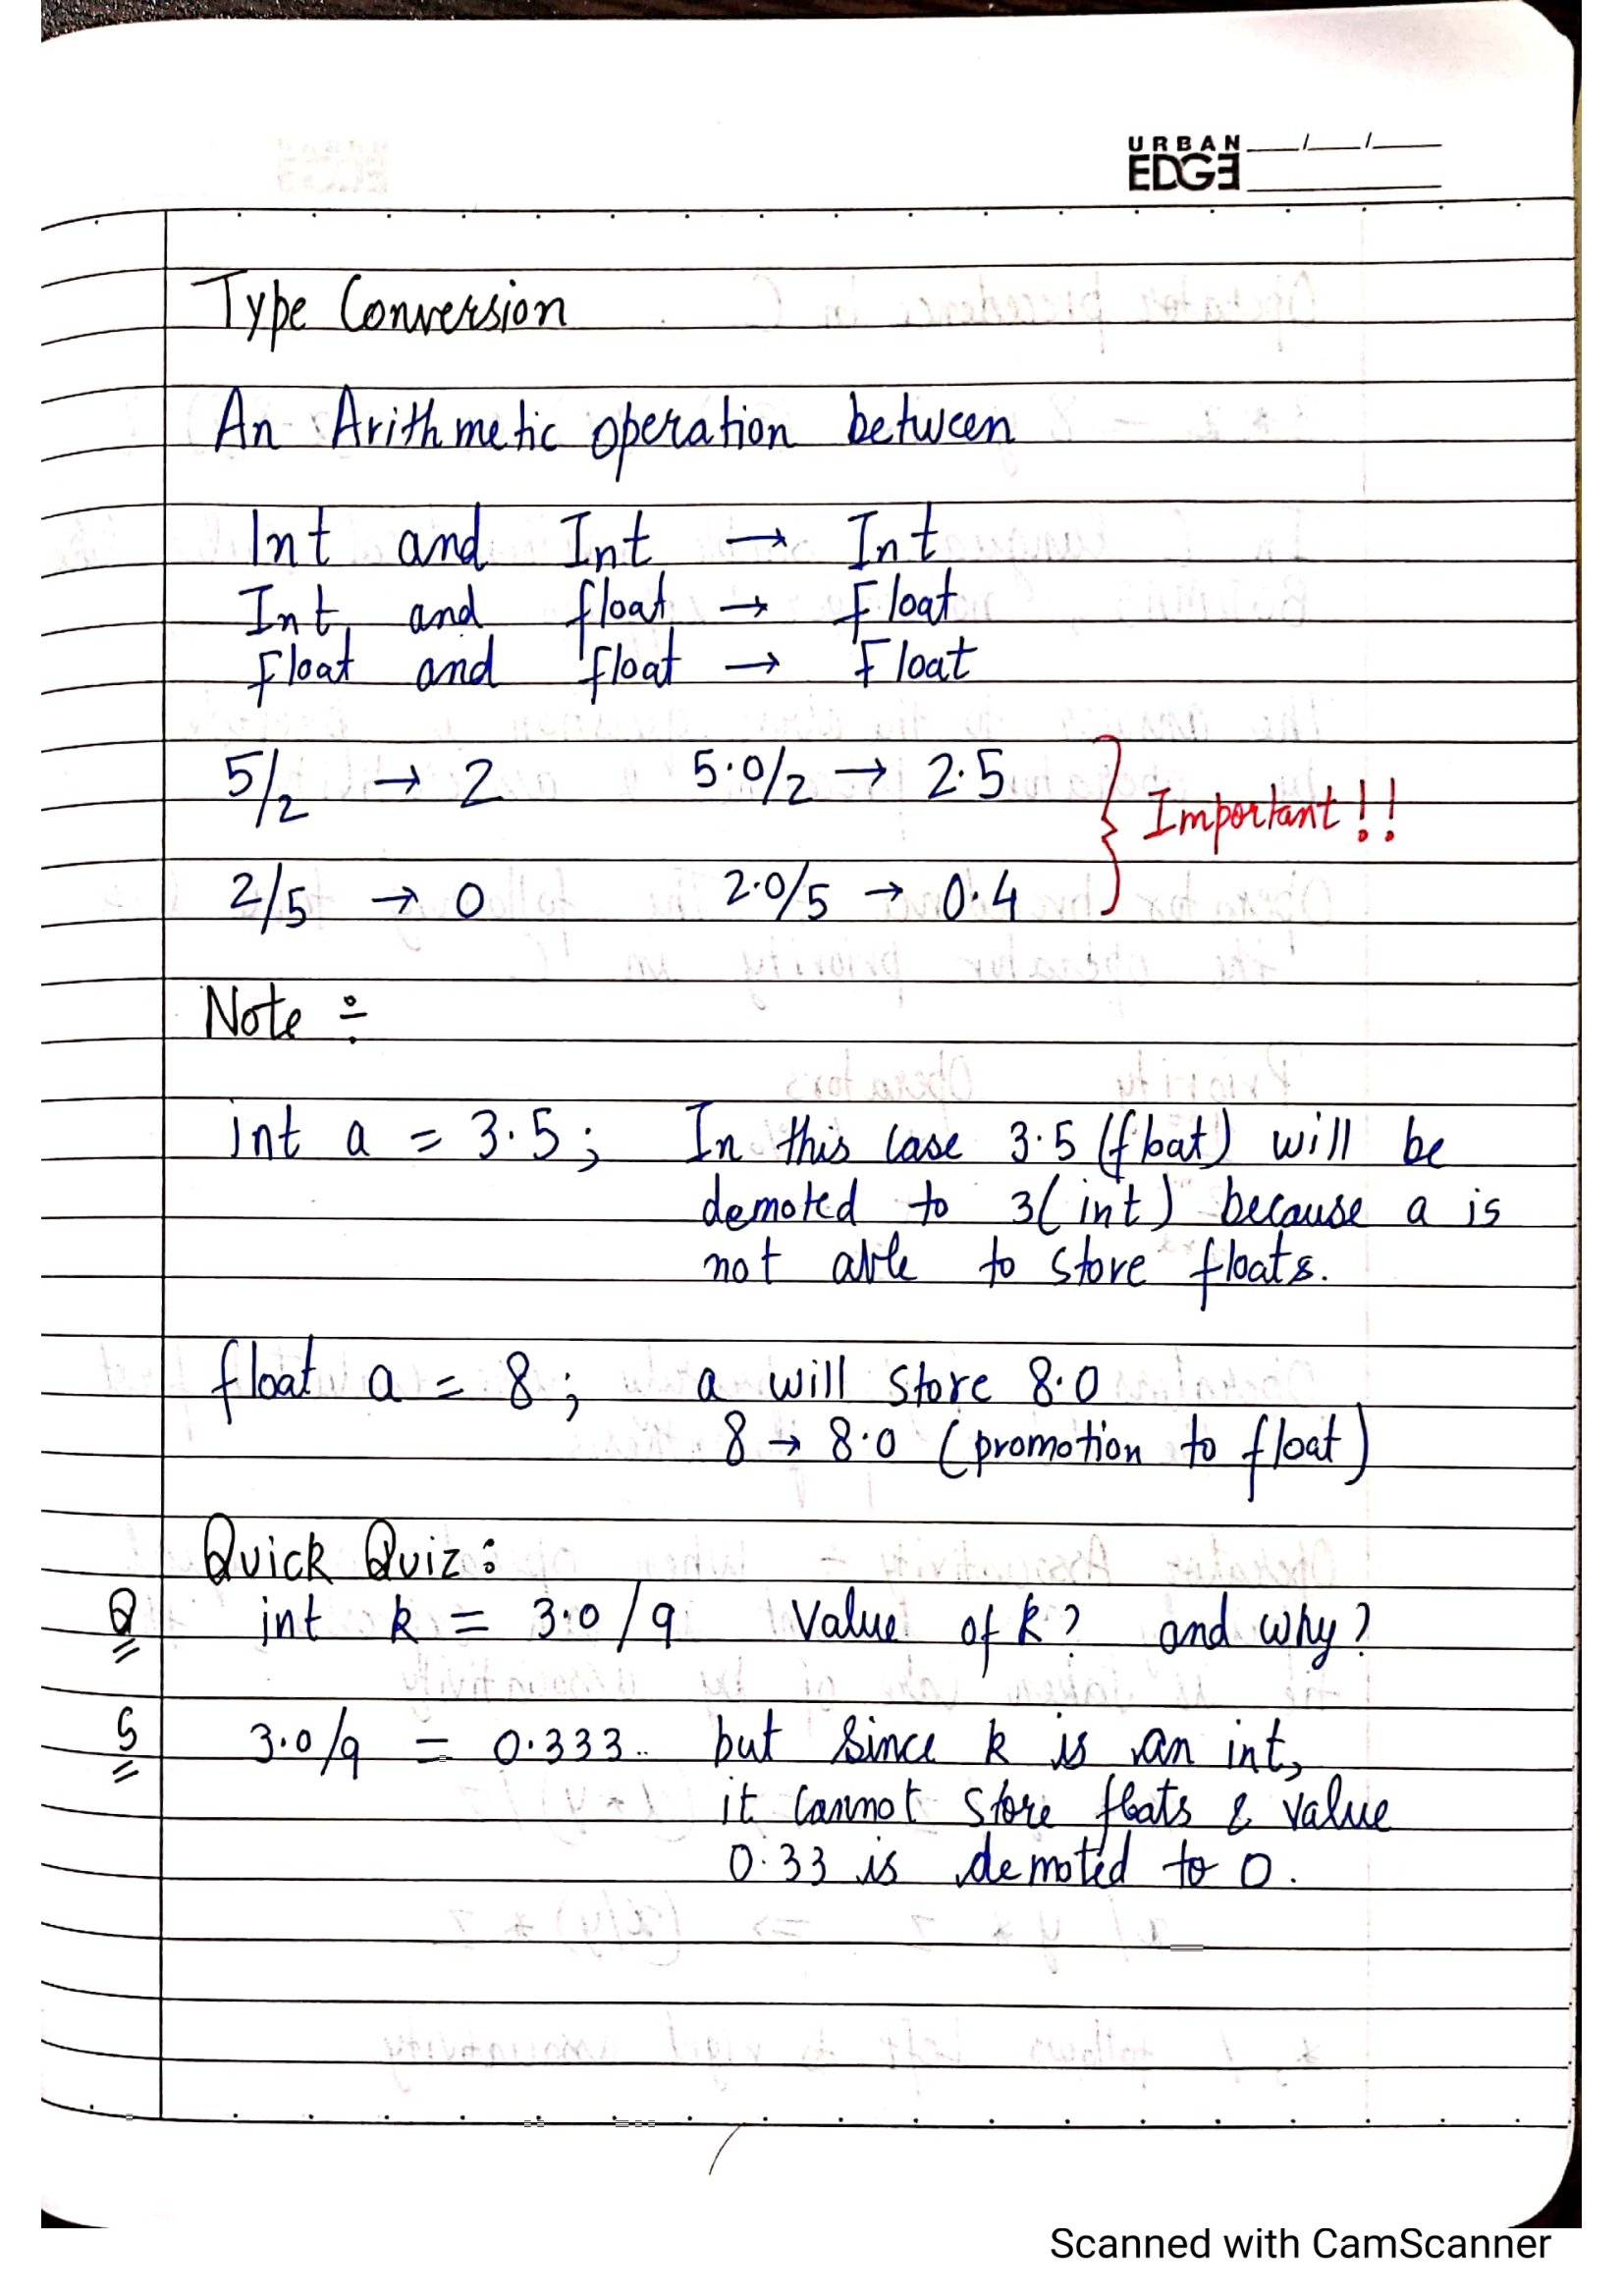 URBAN __/__/__
EDGE
Type Conversion
An Arithmetic operation between
Int and Int → Int
Int and float → Float
Float and float → Float
5/2 → 2 5.0/2 → 2.5
Important!!
2/5 → 0 2.0/5 → 0.4
Note ÷
int a = 3.5; In this case 3.5 (float) will be
demoted to 3(int) because a is
not able to store floats.
float a = 8; a will store 8.0
8 → 8.0 (promotion to float)
Quick Quiz:
Q int k = 3.0/9 Value of k? and why?
S 3.0/9 = 0.333.. but since k is an int,
it cannot store floats & value
0.33 is demoted to 0.
Scanned with CamScanner